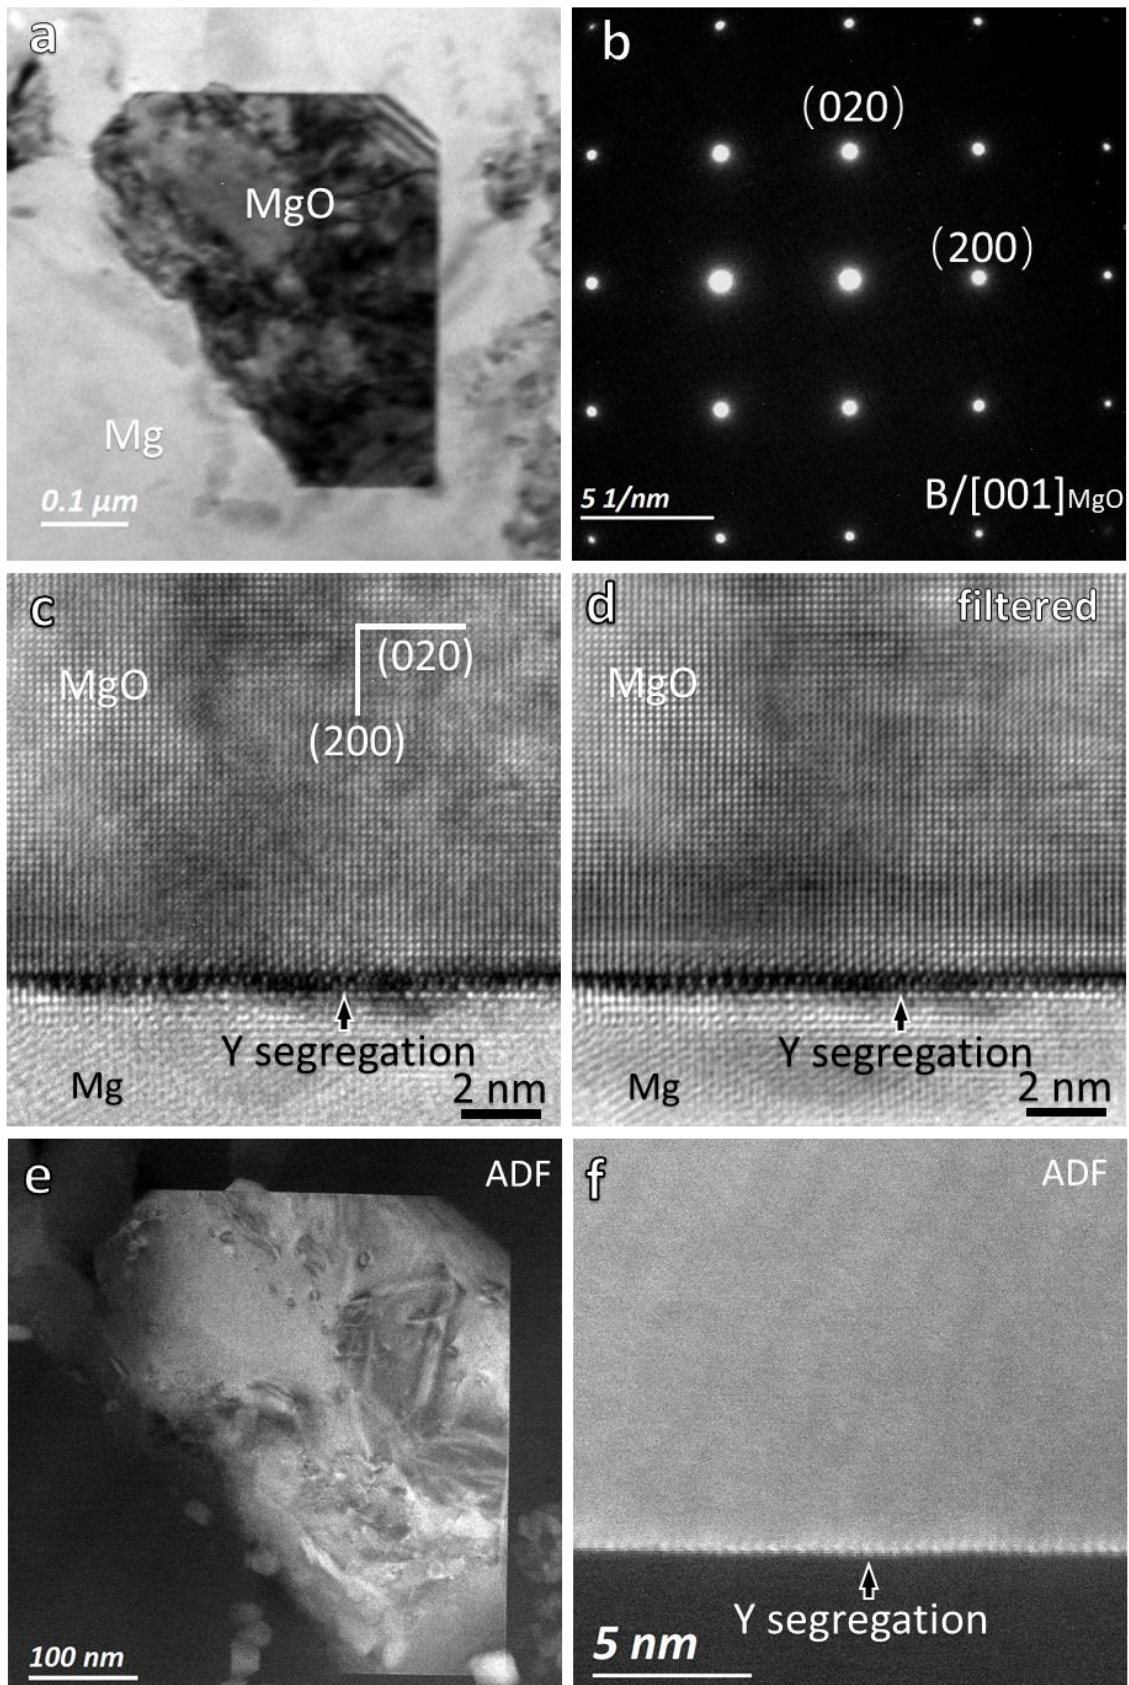 a
MgO
Mg
0.1 μm
b
(020)
(200)
5 1/nm
B/[001]MgO
c
MgO
(020)
(200)
Y segregation
Mg
2 nm
d
filtered
MgO
Y segregation
Mg
2 nm
e
ADF
100 nm
f
ADF
Y segregation
5 nm